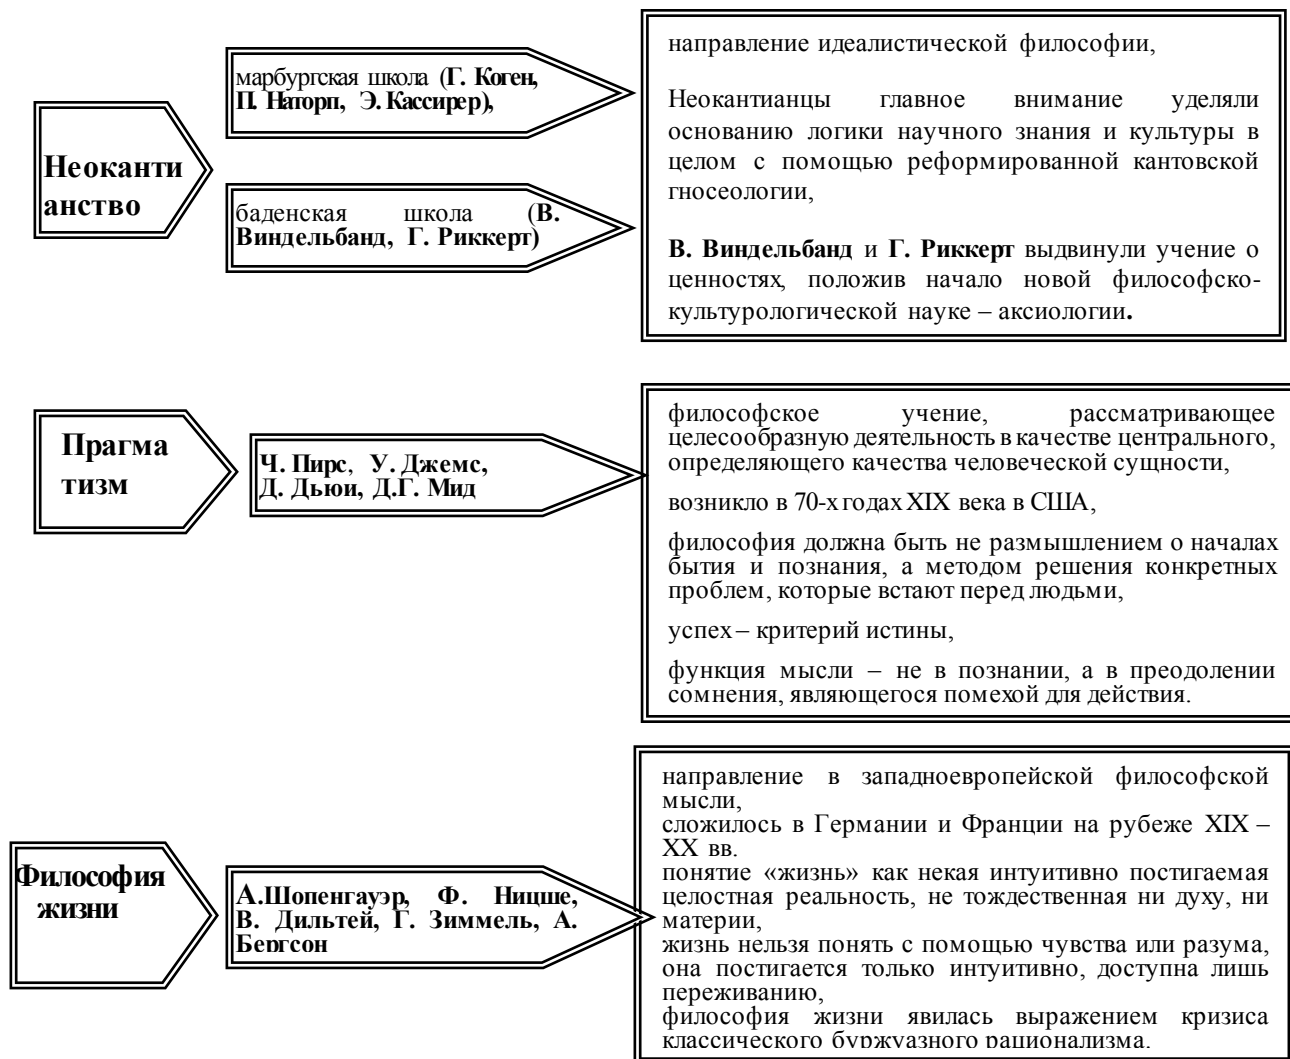 Неоканти
анство
марбургская школа (Г. Коген,
П. Наторп, Э. Кассирер),
баденская школа (В.
Виндельбанд, Г. Риккерт)
направление идеалистической философии,
Неокантианцы главное внимание уделяли
основанию логики научного знания и культуры в
целом с помощью реформированной кантовской
гносеологии,
В. Виндельбанд и Г. Риккерт выдвинули учение о
ценностях, положив начало новой философско-
культурологической науке – аксиологии.
Прагма
тизм
Ч. Пирс, У. Джемс,
Д. Дьюи, Д.Г. Мид
философское учение, рассматривающее
целесообразную деятельность в качестве центрального,
определяющего качества человеческой сущности,
возникло в 70-х годах XIX века в США,
философия должна быть не размышлением о началах
бытия и познания, а методом решения конкретных
проблем, которые встают перед людьми,
успех – критерий истины,
функция мысли – не в познании, а в преодолении
сомнения, являющегося помехой для действия.
Философия
жизни
А.Шопенгауэр, Ф. Ницше,
В. Дильтей, Г. Зиммель, А.
Бергсон
направление в западноевропейской философской
мысли,
сложилось в Германии и Франции на рубеже XIX –
XX вв.
понятие «жизнь» как некая интуитивно постигаемая
целостная реальность, не тождественная ни духу, ни
материи,
жизнь нельзя понять с помощью чувства или разума,
она постигается только интуитивно, доступна лишь
переживанию,
философия жизни явилась выражением кризиса
классического буржуазного рационализма.